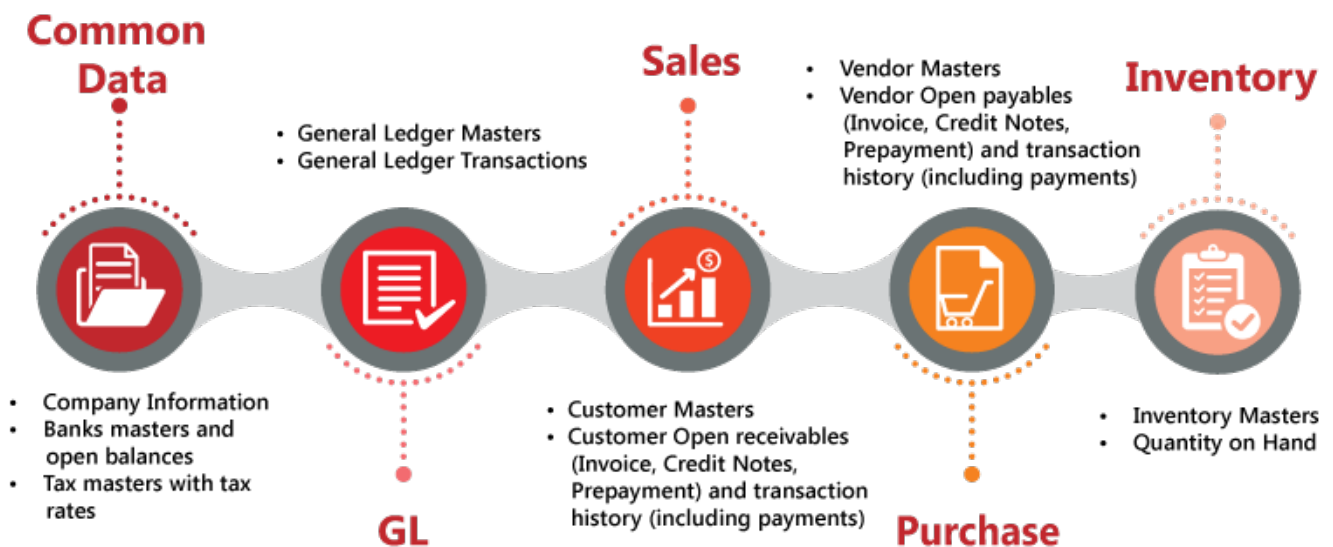 Common
Data
• Company Information
• Banks masters and
open balances
• Tax masters with tax
rates
• General Ledger Masters
• General Ledger Transactions
GL
Sales
$
• Customer Masters
• Customer Open receivables
(Invoice, Credit Notes,
Prepayment) and transaction
history (including payments)
• Vendor Masters
• Vendor Open payables
(Invoice, Credit Notes,
Prepayment) and transaction
history (including payments)
Purchase
Inventory
• Inventory Masters
• Quantity on Hand